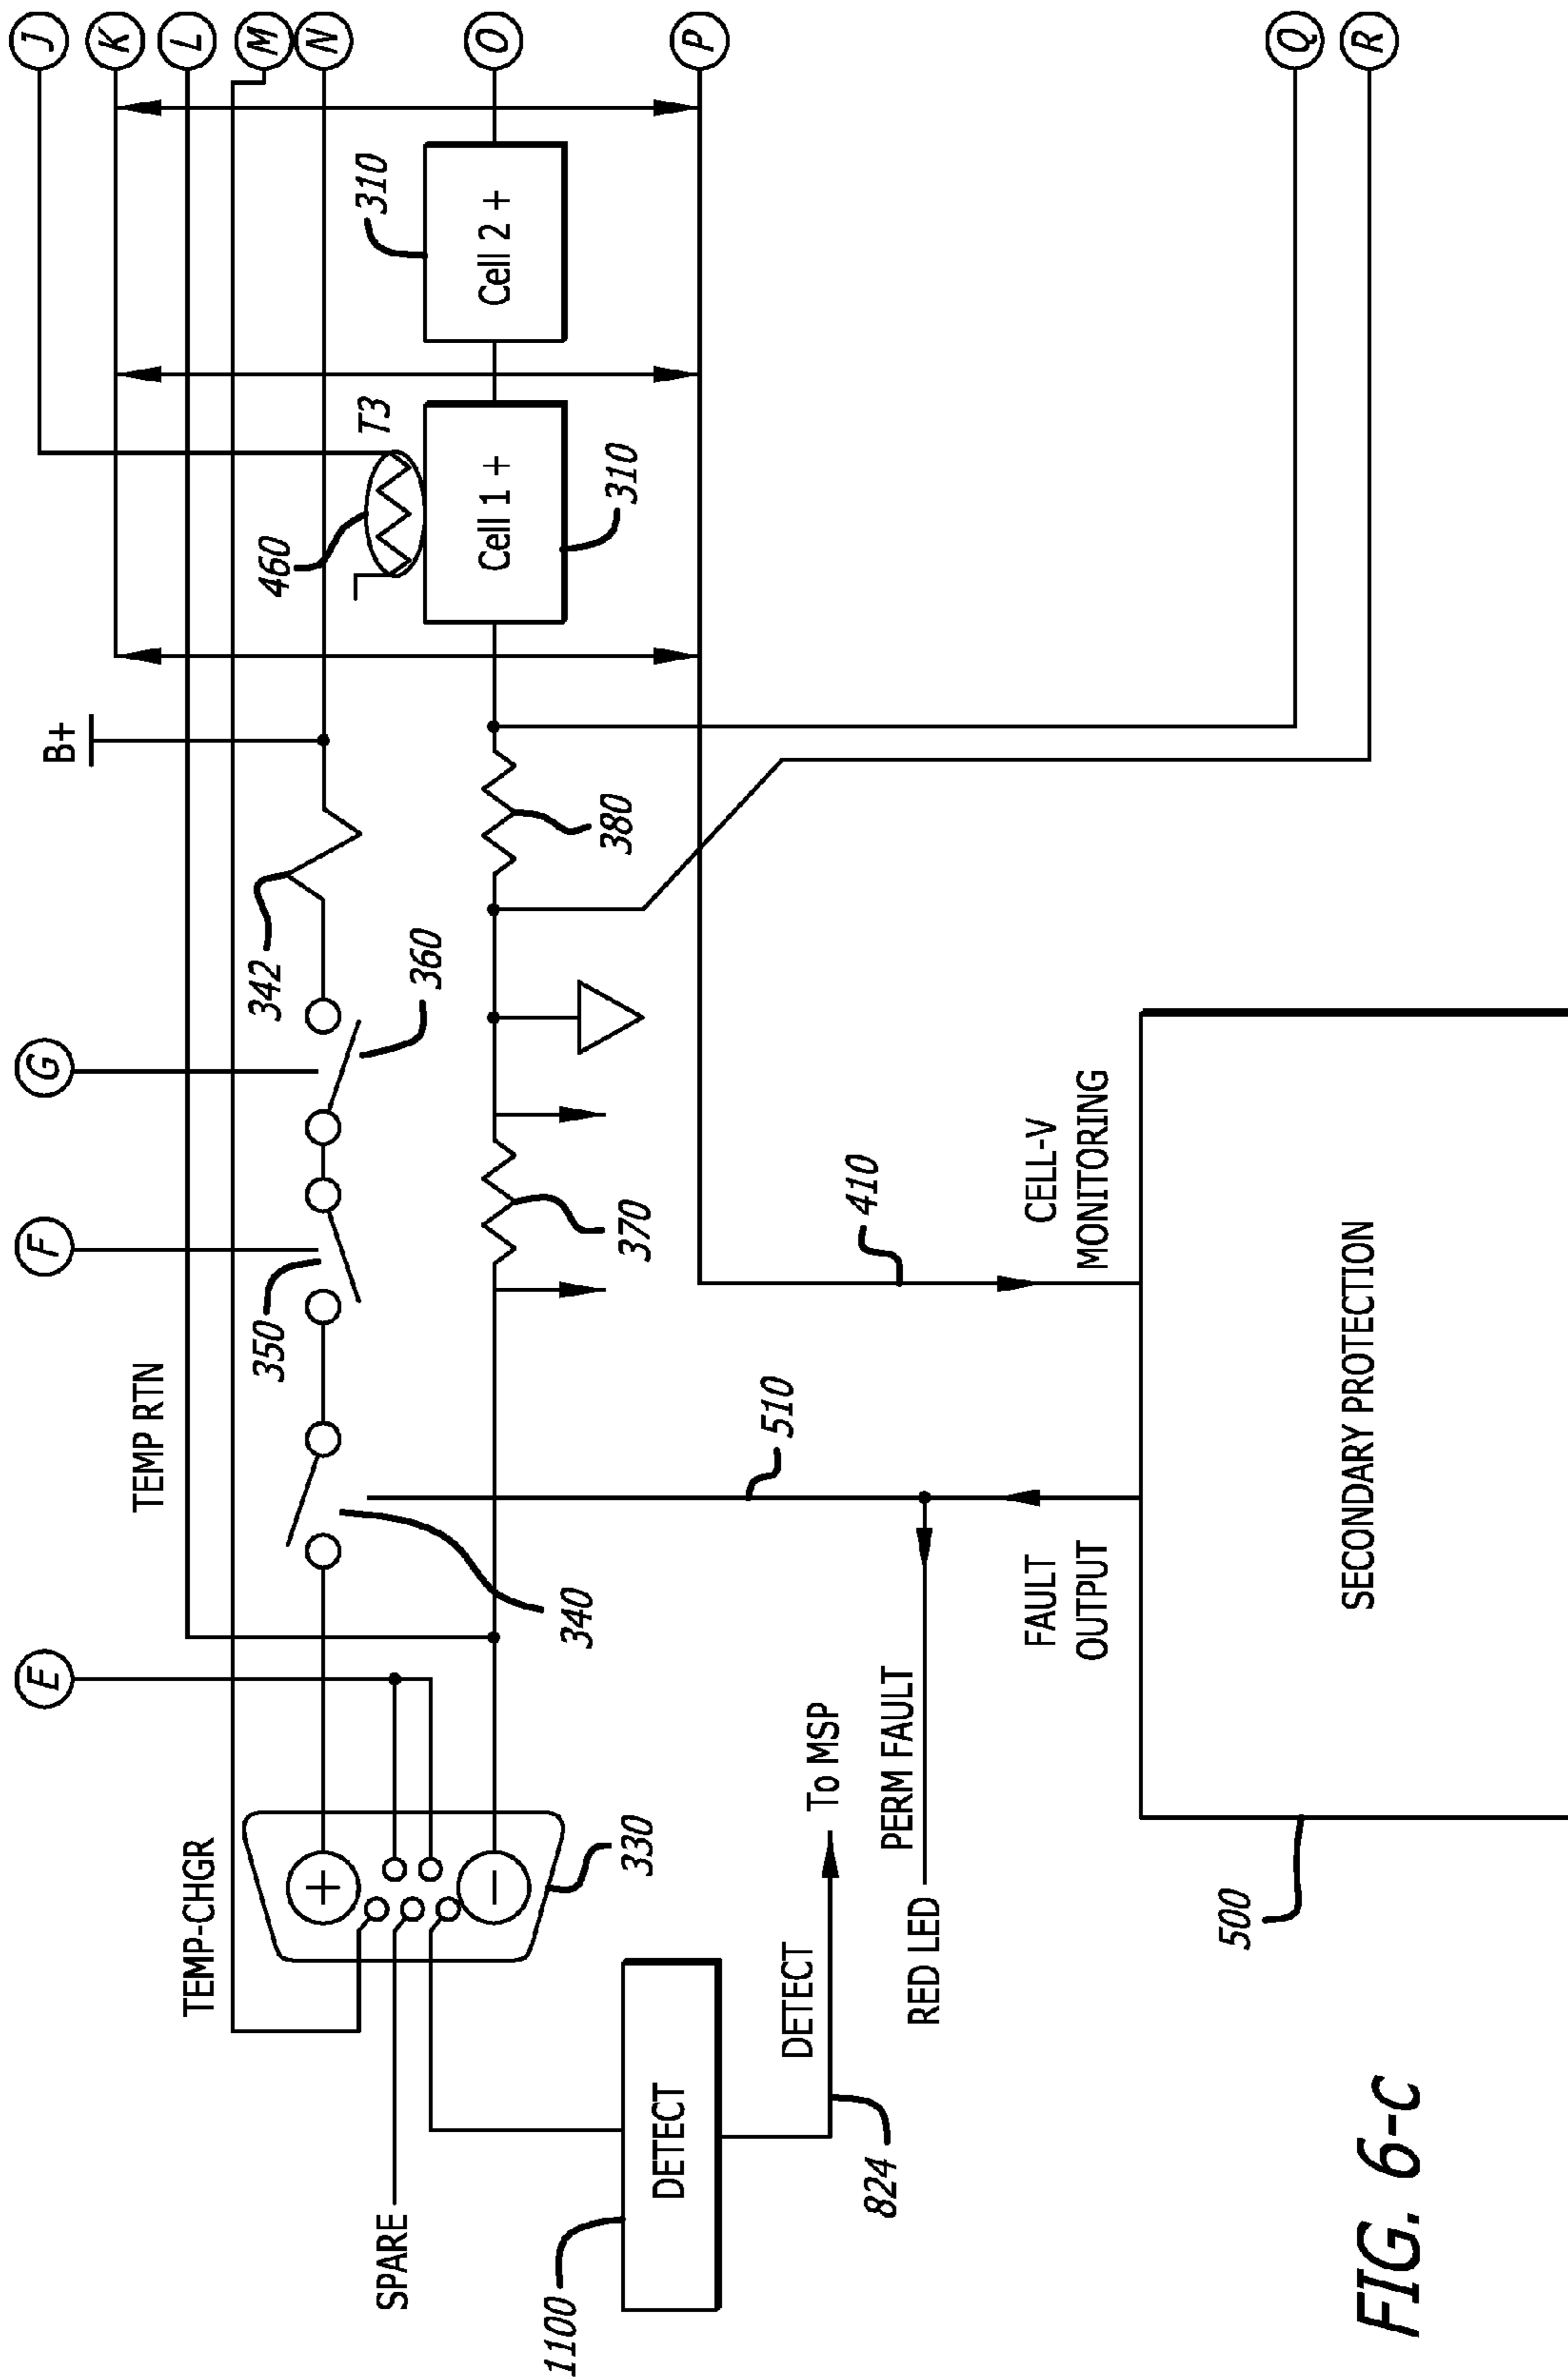 E
F
G
J
K
L
M
N
O
P
Q
R
B+
TEMP RTN
TEMP-CHGR
342
460
T3
310
350
360
Cell 1 +
Cell 2 +
310
SPARE
330
340
370
380
1100
DETECT
DETECT
To MSP
824
510
410
PERM FAULT
RED LED
FAULT
OUTPUT
CELL-V
MONITORING
500
SECONDARY PROTECTION
FIG. 6-C